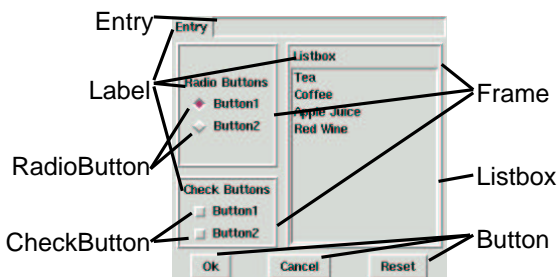 Entry
Entry
Listbox
Label
Radio Buttons
Button1
Button2
Tea
Coffee
Apple Juice
Red Wine
Frame
RadioButton
Check Buttons
Button1
Button2
Listbox
CheckButton
Button
Ok
Cancel
Reset